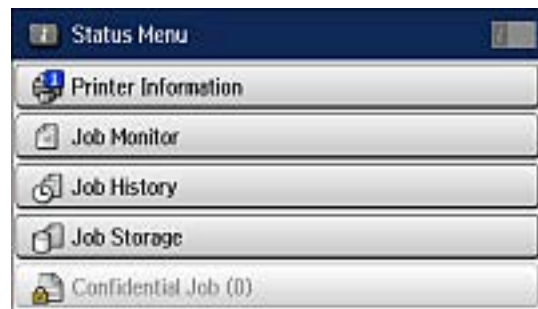 Status Menu
Printer Information
Job Monitor
Job History
Job Storage
Confidential Job (0)